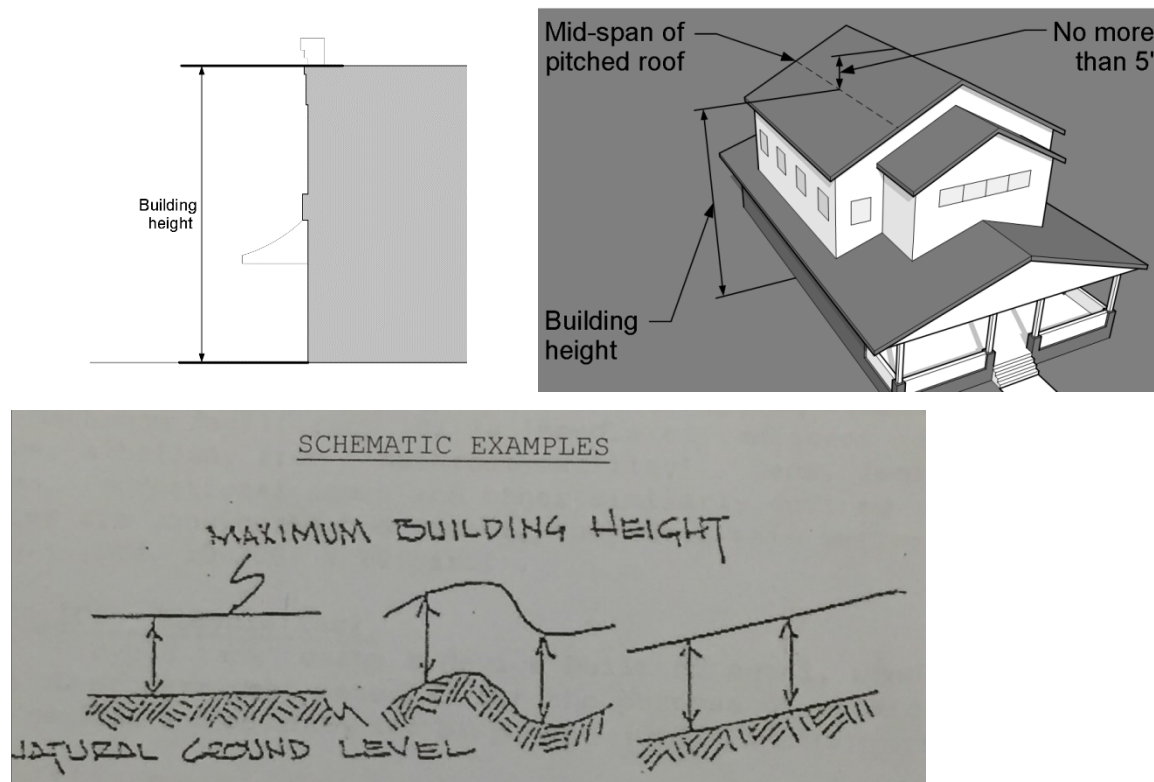 Building
height
Mid-span of
pitched roof
No more
than 5'
Building
height
SCHEMATIC EXAMPLES
MAXIMUM BUILDING HEIGHT
NATURAL GROUND LEVEL